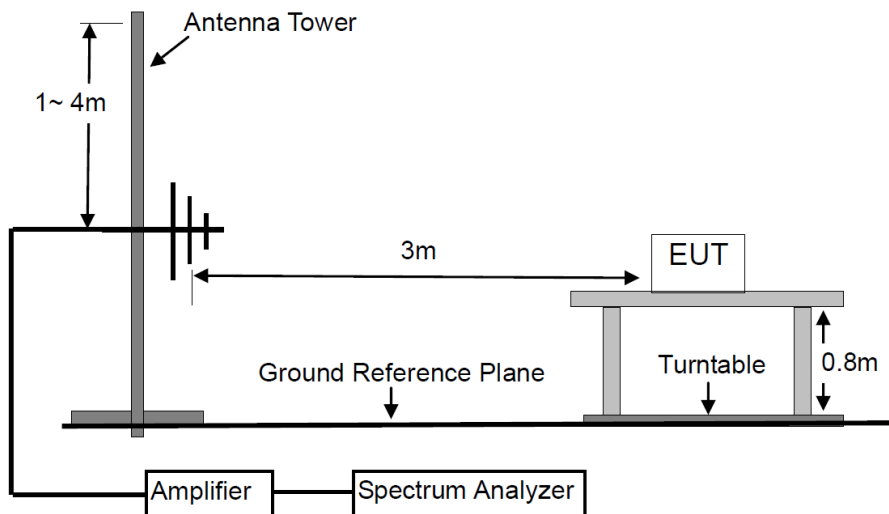 Antenna Tower
1~ 4m
3m
EUT
Ground Reference Plane
Turntable
0.8m
Amplifier
Spectrum Analyzer